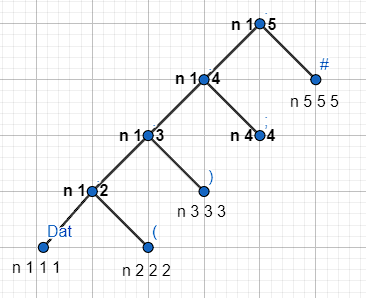 n 1 5
#
n 1 4
n 5 5 5
n 1 3
;
n 4 4
n 1 2
)
n 3 3 3
Dat
(
n 1 1 1
n 2 2 2